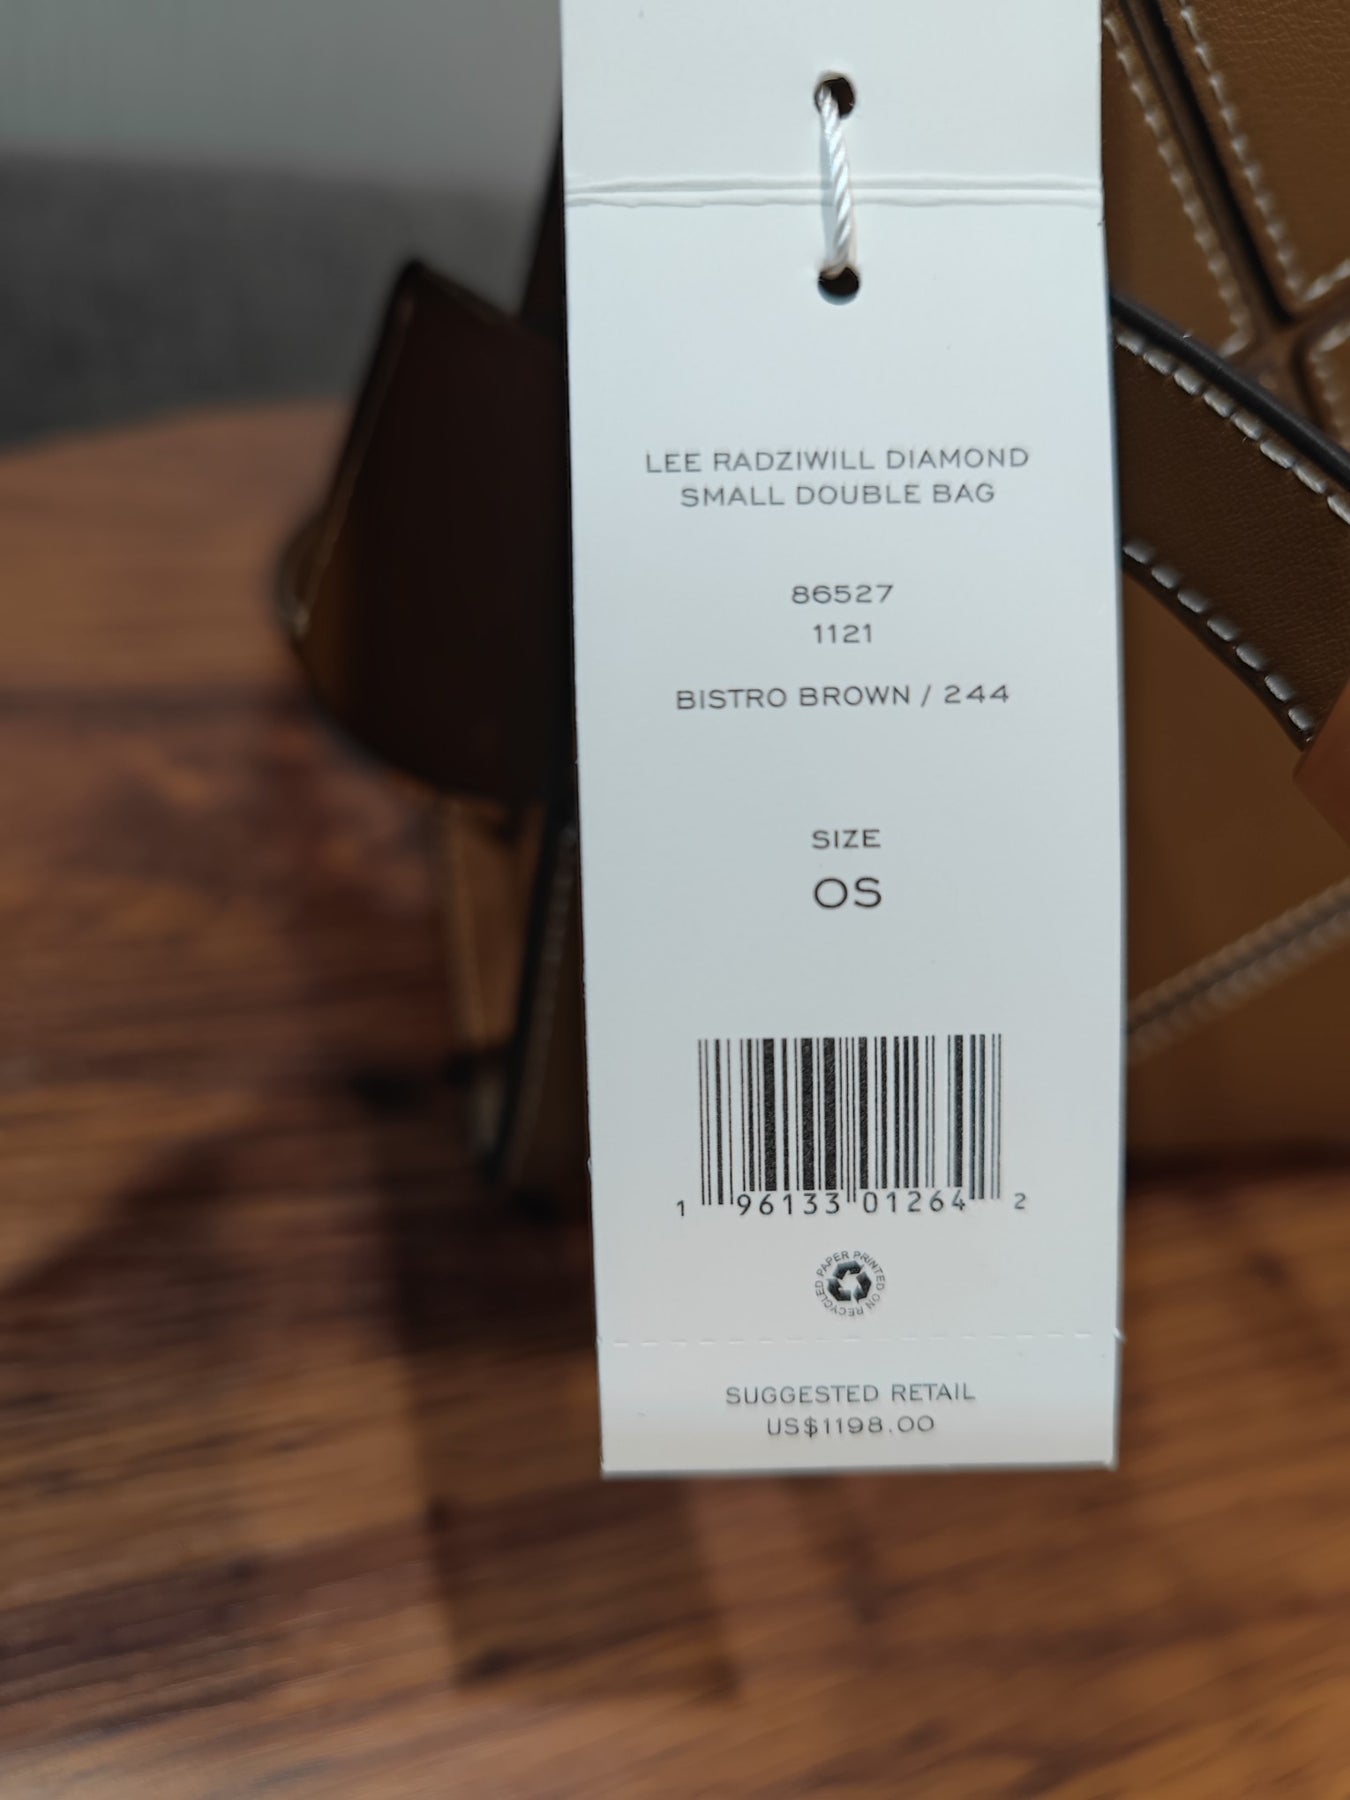 LEE RADZIWILL DIAMOND
SMALL DOUBLE BAG
86527
1121
BISTRO BROWN / 244
SIZE
OS
1 96133 01264 2
PAPER PRINTED ON RECYCLED
SUGGESTED RETAIL
US$1198.00